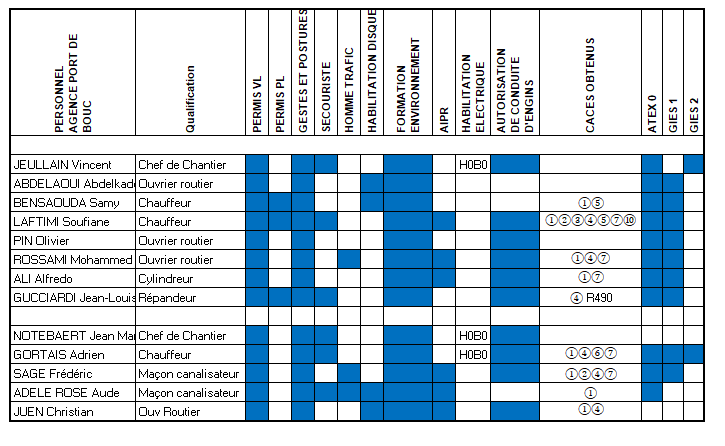 PERSONNEL AGENCE PORT DE BOUC
Qualification
PERMIS VL
PERMIS PL
GESTES ET POSTURES
SECOURISTE
HOMME TRAFIC
HABILITATION DISQUE
FORMATION ENVIRONNEMENT
AIPR
HABILITATION ELECTRIQUE
AUTORISATION DE CONDUITE D'ENGINS
CACES OBTENUS
ATEX 0
GIES 1
GIES 2
JEULLAIN Vincent Chef de Chantier H0B0
ABDELAOUI Abdelkade Ouvrier routier
BENSAOUDA Samy Chauffeur ①⑤
LAFTIMI Soufiane Chauffeur ①②③④⑤⑦⑩
PIN Olivier Ouvrier routier
ROSSAMI Mohammed Ouvrier routier ①④⑦
ALI Alfredo Cylindreur ①⑦
GUCCIARDI Jean-Louis Répandeur ④ R490
NOTEBAERT Jean Mar Chef de Chantier H0B0
GORTAIS Adrien Chauffeur H0B0 ①④⑥⑦
SAGE Frédéric Maçon canalisateur ①②④⑦
ADELE ROSE Aude Maçon canalisateur ①
JUEN Christian Ouv Routier ①④